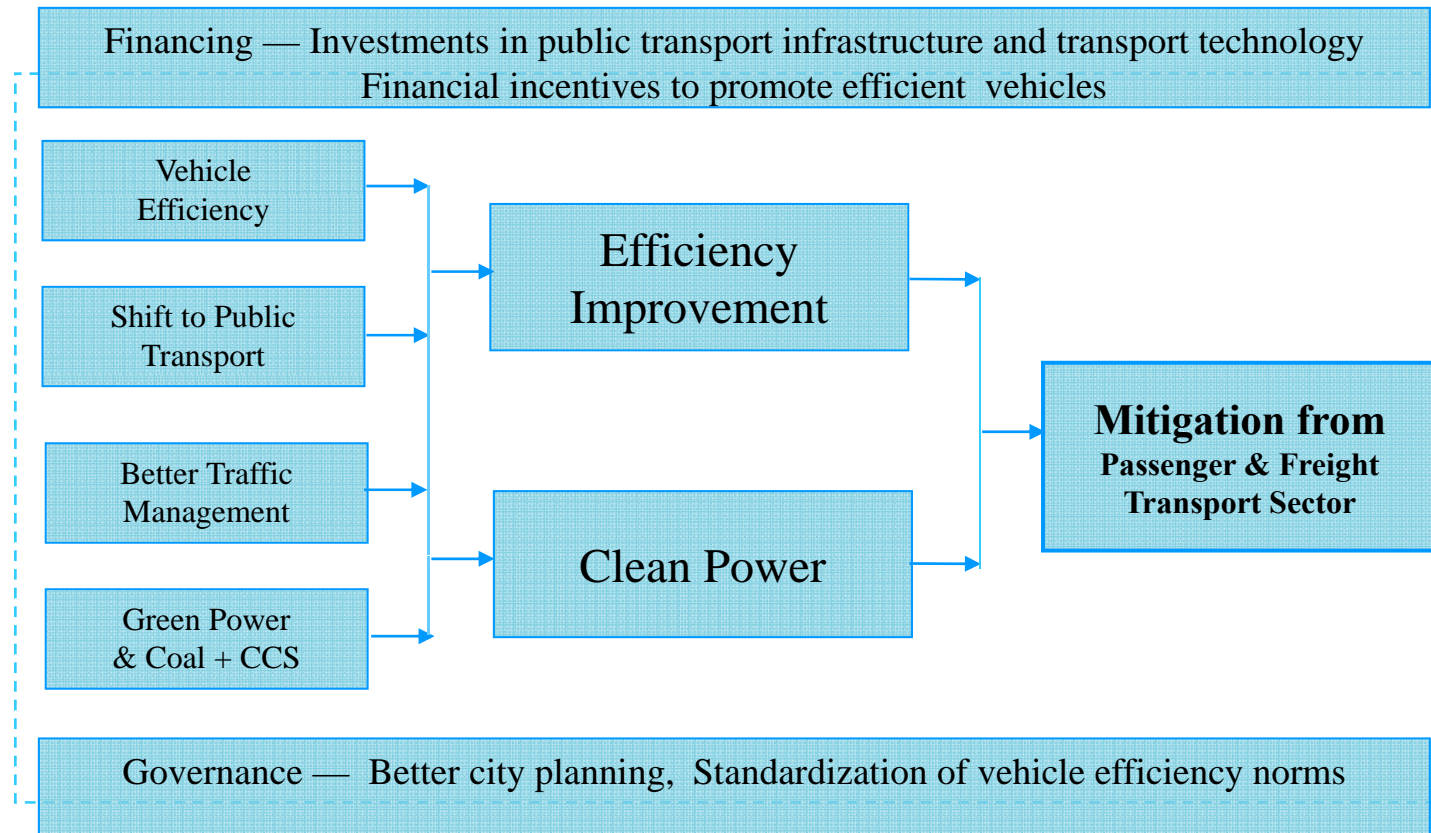 Financing — Investments in public transport infrastructure and transport technology
Financial incentives to promote efficient vehicles
Vehicle
Efficiency
Shift to Public
Transport
Better Traffic
Management
Green Power
& Coal + CCS
Efficiency
Improvement
Clean Power
Mitigation from
Passenger & Freight
Transport Sector
Governance — Better city planning, Standardization of vehicle efficiency norms